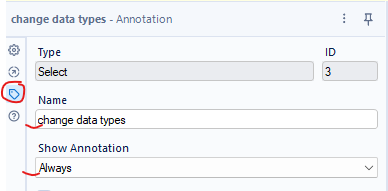 change data types - Annotation
Type ID
Select 3
Name
change data types
Show Annotation
Always